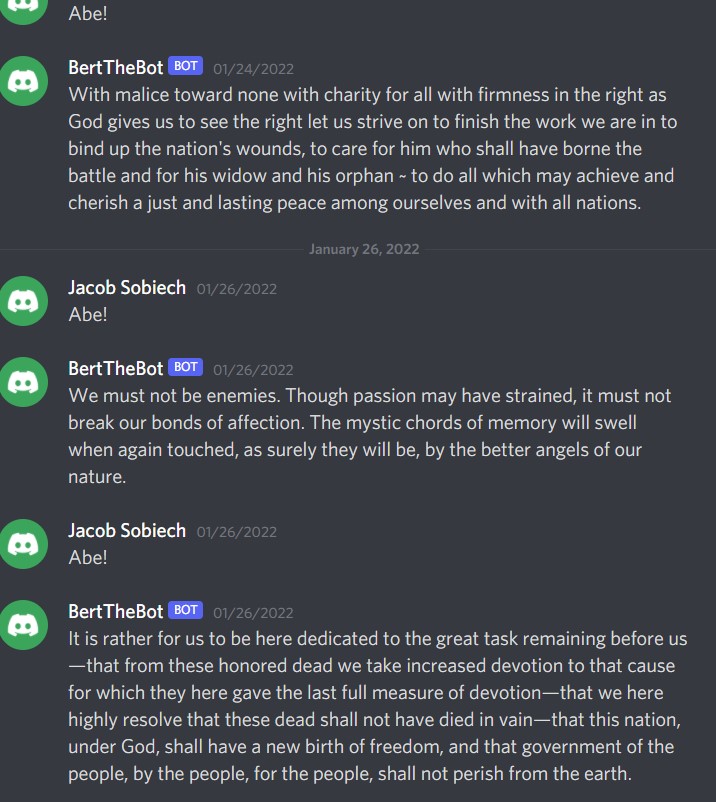 Abe!
BertTheBot BOT 01/24/2022
With malice toward none with charity for all with firmness in the right as
God gives us to see the right let us strive on to finish the work we are in to
bind up the nation's wounds, to care for him who shall have borne the
battle and for his widow and his orphan ~ to do all which may achieve and
cherish a just and lasting peace among ourselves and with all nations.
January 26, 2022
Jacob Sobiech 01/26/2022
Abe!
BertTheBot BOT 01/26/2022
We must not be enemies. Though passion may have strained, it must not
break our bonds of affection. The mystic chords of memory will swell
when again touched, as surely they will be, by the better angels of our
nature.
Jacob Sobiech 01/26/2022
Abe!
BertTheBot BOT 01/26/2022
It is rather for us to be here dedicated to the great task remaining before us
—that from these honored dead we take increased devotion to that cause
for which they here gave the last full measure of devotion—that we here
highly resolve that these dead shall not have died in vain—that this nation,
under God, shall have a new birth of freedom, and that government of the
people, by the people, for the people, shall not perish from the earth.